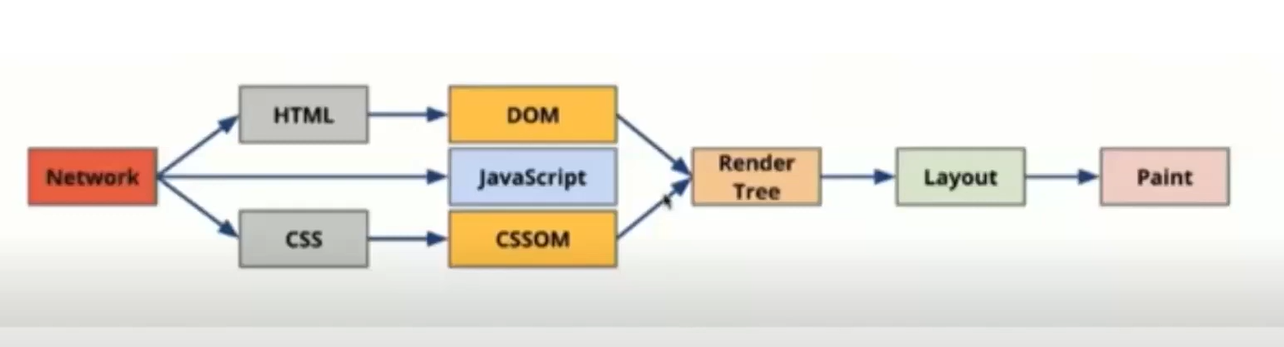 HTML
DOM
Network
JavaScript
Render
Tree
Layout
Paint
CSS
CSSOM